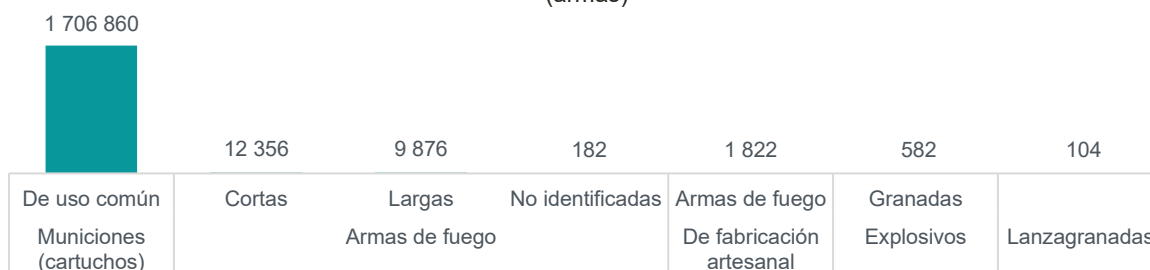 (armas)
1 706 860
12 356 9 876 182 1 822 582 104
De uso común Cortas Largas No identificadas Armas de fuego Granadas
Municiones Armas de fuego De fabricación Explosivos Lanzagranadas
(cartuchos) artesanal